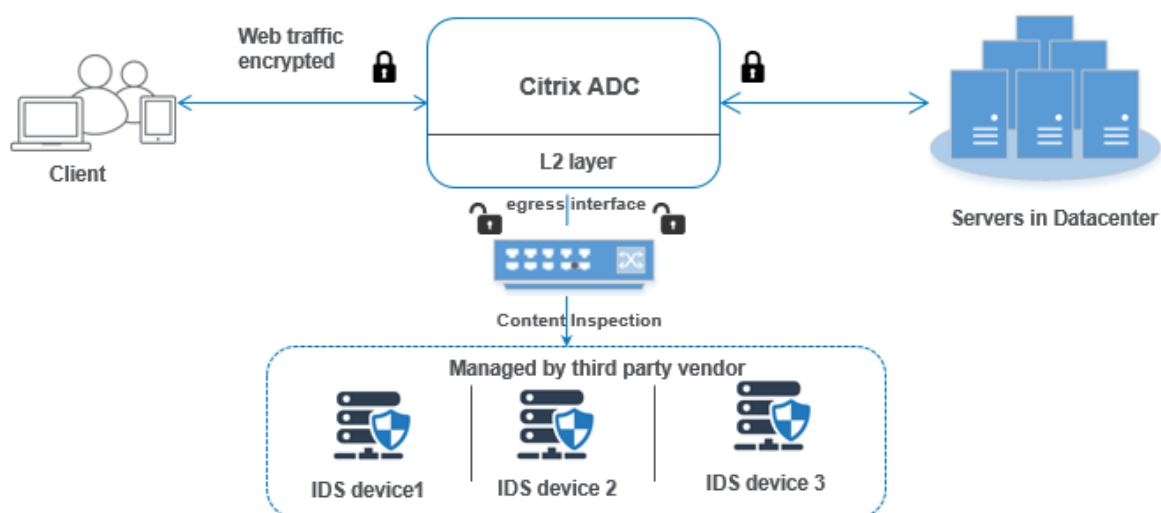 Web traffic
encrypted
Citrix ADC
L2 layer
Client
egress interface
Servers in Datacenter
Content Inspection
Managed by third party vendor
IDS device1
IDS device 2
IDS device 3